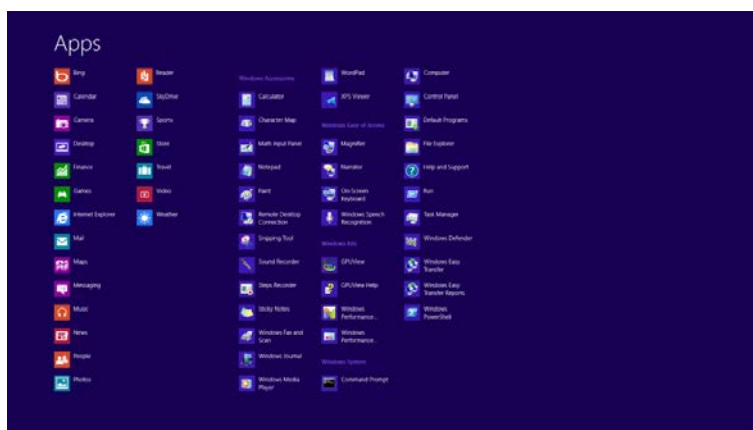 Apps
Bing
Calendar
Camera
Desktop
Finance
Games
Internet Explorer
Mail
Maps
Messaging
Music
News
People
Photos
Reader
SkyDrive
Sports
Store
Travel
Video
Weather
Windows Accessories
Calculator
Character Map
Math Input Panel
Notepad
Paint
Remote Desktop
Connection
Snipping Tool
Sound Recorder
Steps Recorder
Sticky Notes
Windows Fax and
Scan
Windows Journal
Windows Media
Player
WordPad
XPS Viewer
Windows Ease of Access
Magnifier
Narrator
On-Screen
Keyboard
Windows Speech
Recognition
Windows Kits
GPUView
GPUView Help
Windows
Performance...
Windows
Performance...
Windows System
Command Prompt
Computer
Control Panel
Default Programs
File Explorer
Help and Support
Run
Task Manager
Windows Defender
Windows Easy
Transfer
Windows Easy
Transfer Reports
Windows
PowerShell